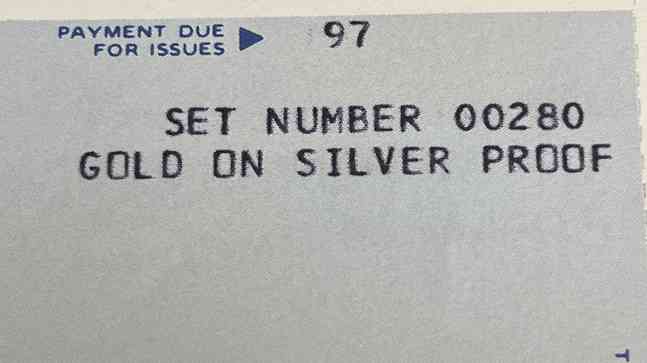 PAYMENT DUE
FOR ISSUES 97
SET NUMBER 00280
GOLD ON SILVER PROOF
T